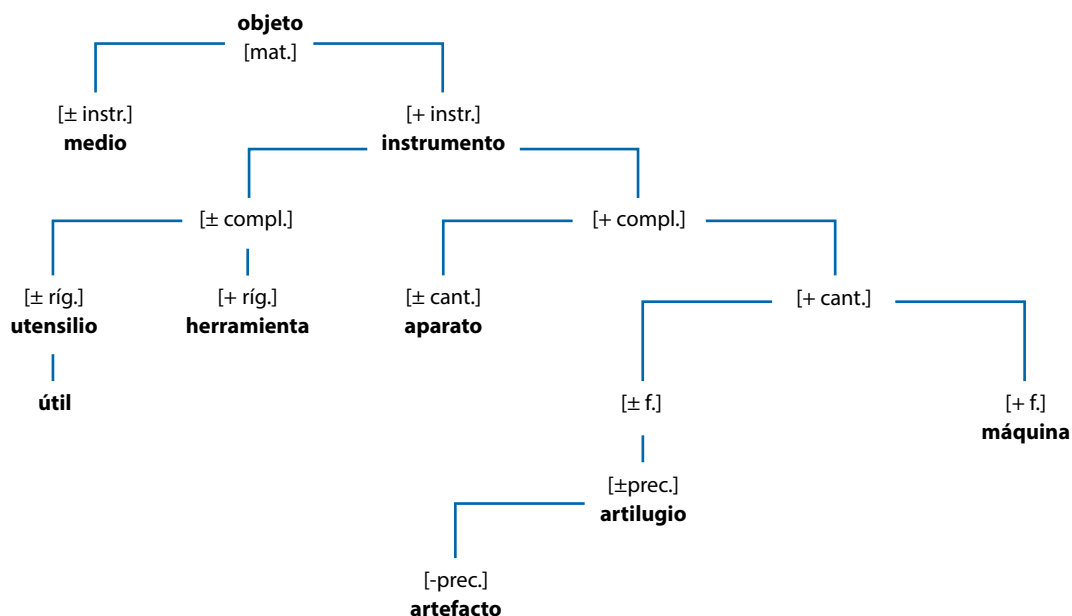 objeto
[mat.]
[± instr.]
medio
[+ instr.]
instrumento
[± compl.]
[+ compl.]
[± ríg.]
utensilio
[+ ríg.]
herramienta
[± cant.]
aparato
[+ cant.]
útil
[± f.]
[+ f.]
máquina
[±prec.]
artilugio
[-prec.]
artefacto